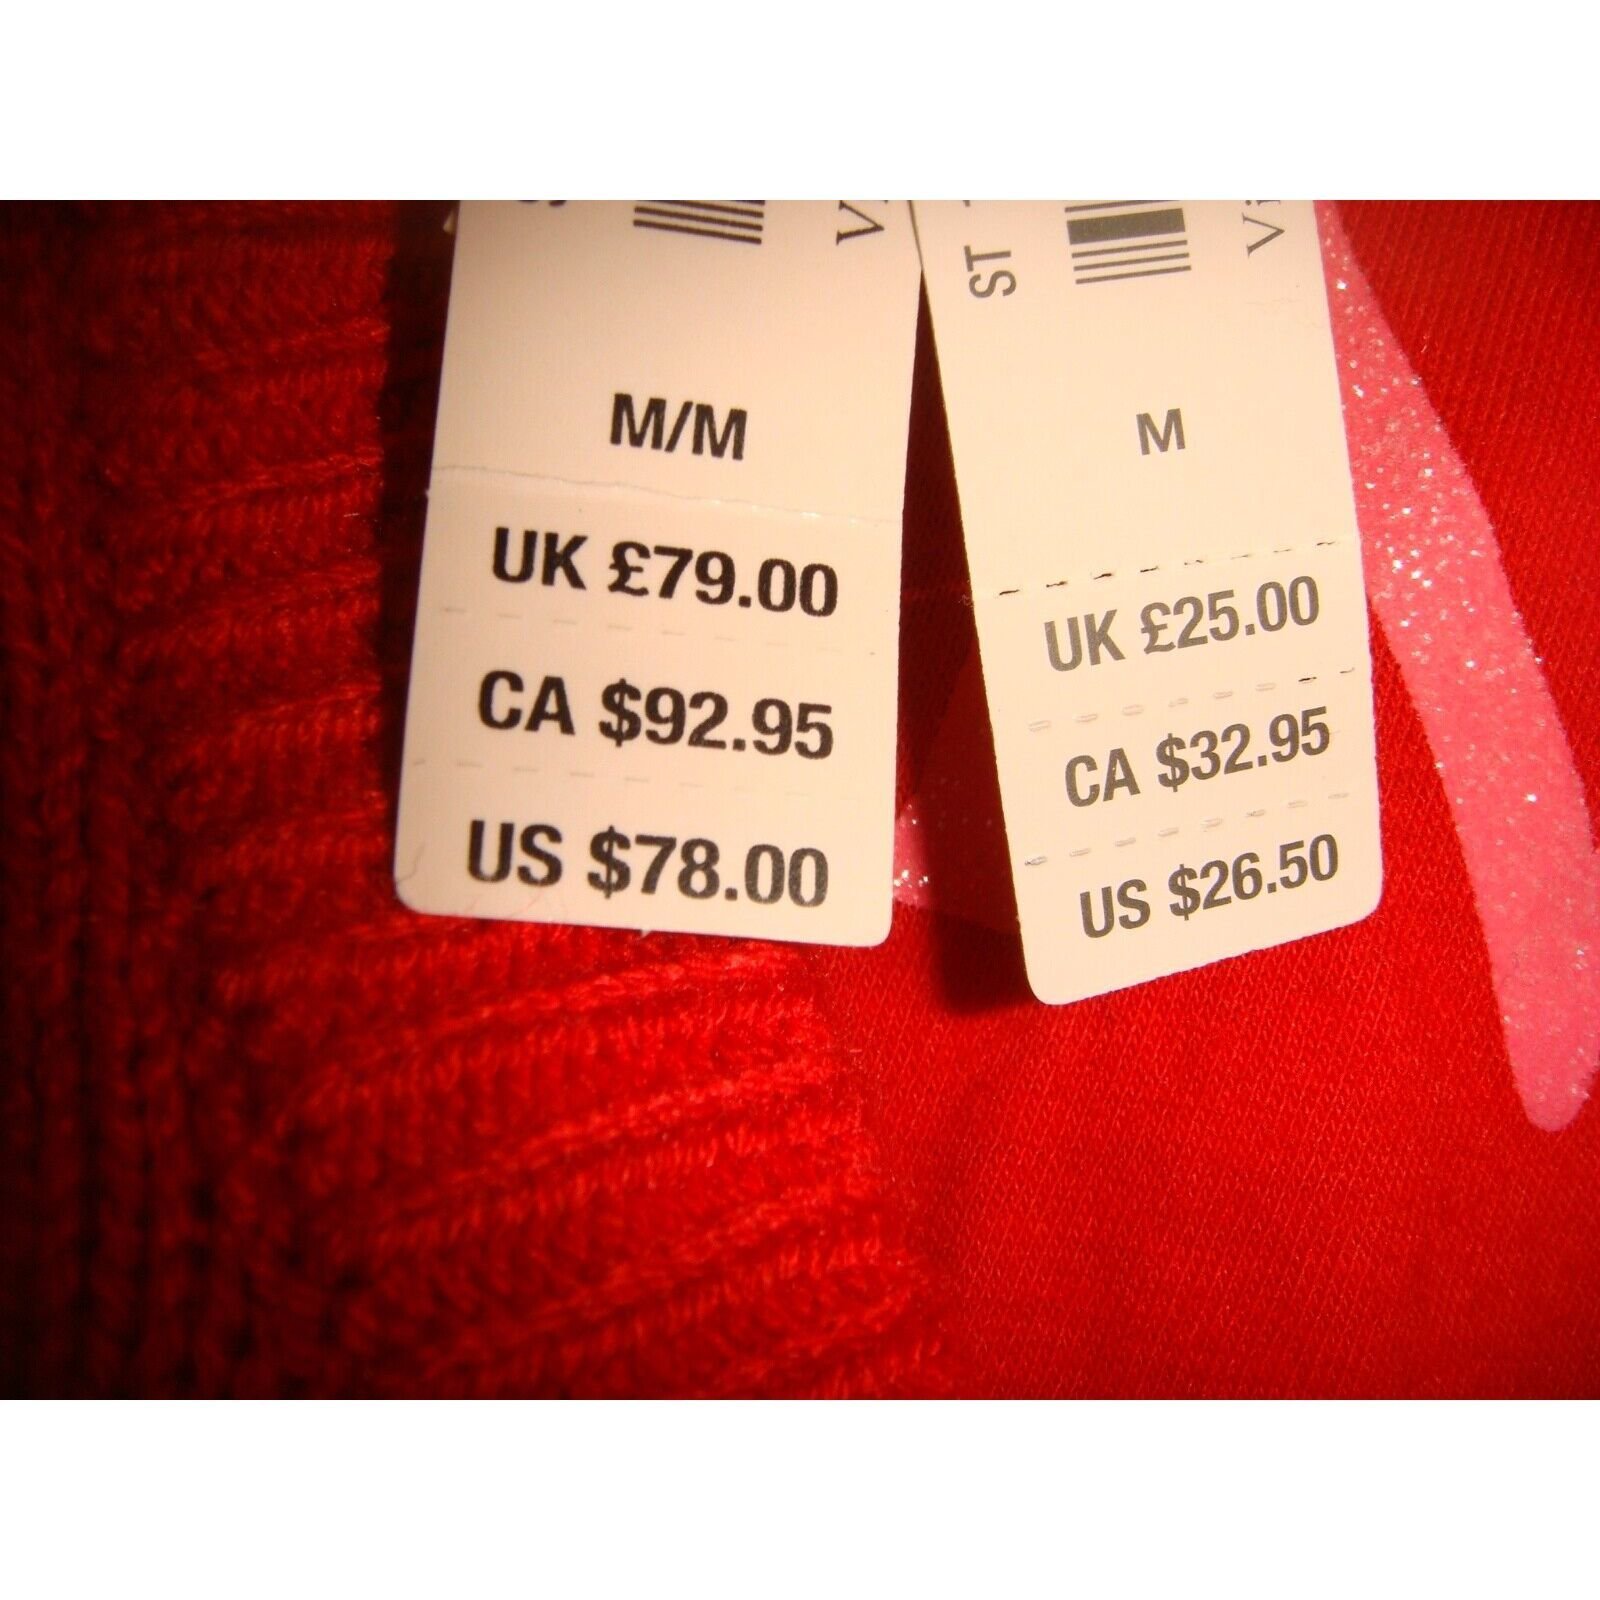 M/M
UK £79.00
CA $92.95
US $78.00
ST
M
UK £25.00
CA $32.95
US $26.50